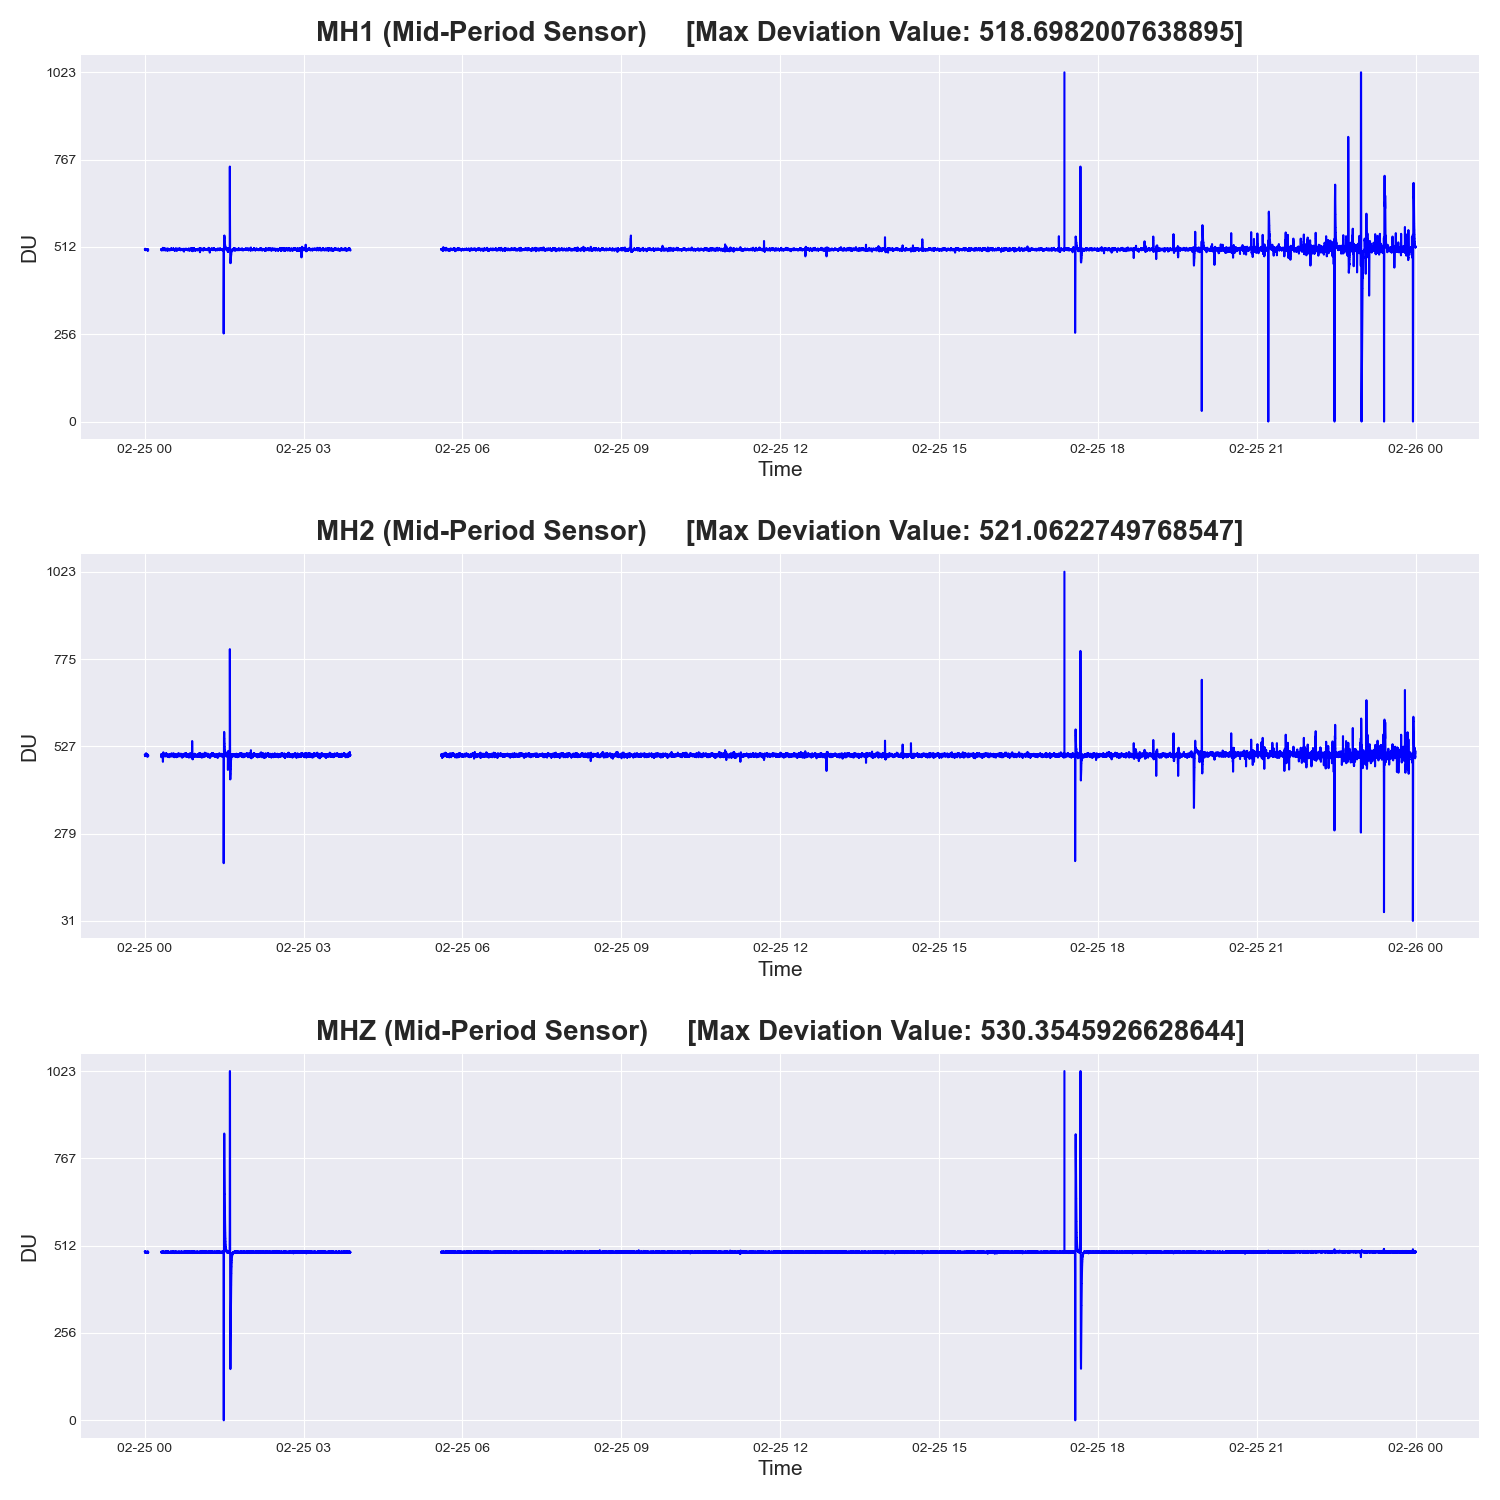 MH1 (Mid-Period Sensor) [Max Deviation Value: 518.6982007638895]
1023
767
512
256
0
DU
02-25 00 02-25 03 02-25 06 02-25 09 02-25 12 02-25 15 02-25 18 02-25 21 02-26 00
Time
MH2 (Mid-Period Sensor) [Max Deviation Value: 521.0622749768547]
1023
775
527
279
31
DU
02-25 00 02-25 03 02-25 06 02-25 09 02-25 12 02-25 15 02-25 18 02-25 21 02-26 00
Time
MHZ (Mid-Period Sensor) [Max Deviation Value: 530.3545926628644]
1023
767
512
256
0
DU
02-25 00 02-25 03 02-25 06 02-25 09 02-25 12 02-25 15 02-25 18 02-25 21 02-26 00
Time